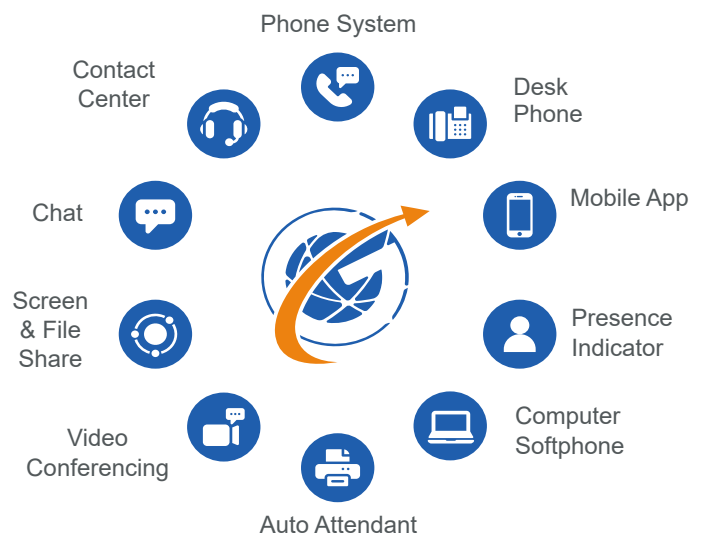 Phone System
Contact
Center
Desk
Phone
Chat
Mobile App
Screen
& File
Share
Presence
Indicator
Video
Conferencing
Computer
Softphone
Auto Attendant